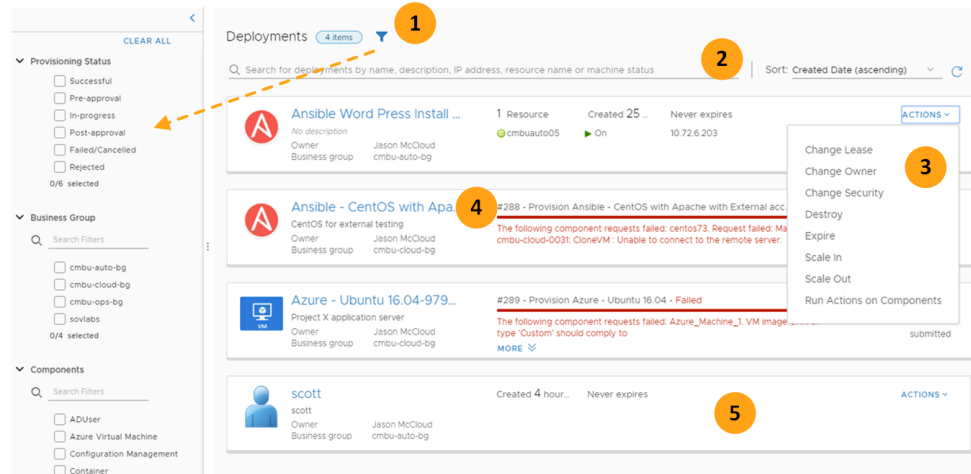 CLEAR ALL
Provisioning Status
Successful
Pre-approval
In-progress
Post-approval
Failed/Cancelled
Rejected
0/6 selected
Business Group
Search Filters
cmbu-auto-bg
cmbu-cloud-bg
cmbu-ops-bg
sovlabs
0/4 selected
Components
Search Filters
ADUser
Azure Virtual Machine
Configuration Management
Container
Deployments 4 items
1
Search for deployments by name, description, IP address, resource name or machine status
2
Sort: Created Date (ascending)
Ansible Word Press Install ...
No description
Owner Jason McCloud
Business group cmbu-auto-bg
1 Resource Created 25 ... Never expires
cmbuauto05 On 10.72.6.203
ACTIONS
Change Lease
Change Owner
Change Security
Destroy
Expire
Scale In
Scale Out
Run Actions on Components
3
Ansible - CentOS with Apa...
CentOS for external testing
Owner Jason McCloud
Business group cmbu-cloud-bg
4
#288 - Provision Ansible - CentOS with Apache with External acc..
The following component requests failed: centos73. Request failed: Ma
cmbu-cloud-0031: CloneVM : Unable to connect to the remote server.
VM
Azure - Ubuntu 16.04-979...
Project X application server
Owner Jason McCloud
Business group cmbu-cloud-bg
#289 - Provision Azure - Ubuntu 16.04 - Failed
The following component requests failed: Azure_Machine_1. VM image
type 'Custom' should comply to
MORE
submitted
scott
scott
Owner Jason McCloud
Business group cmbu-auto-bg
Created 4 hour... Never expires
5
ACTIONS